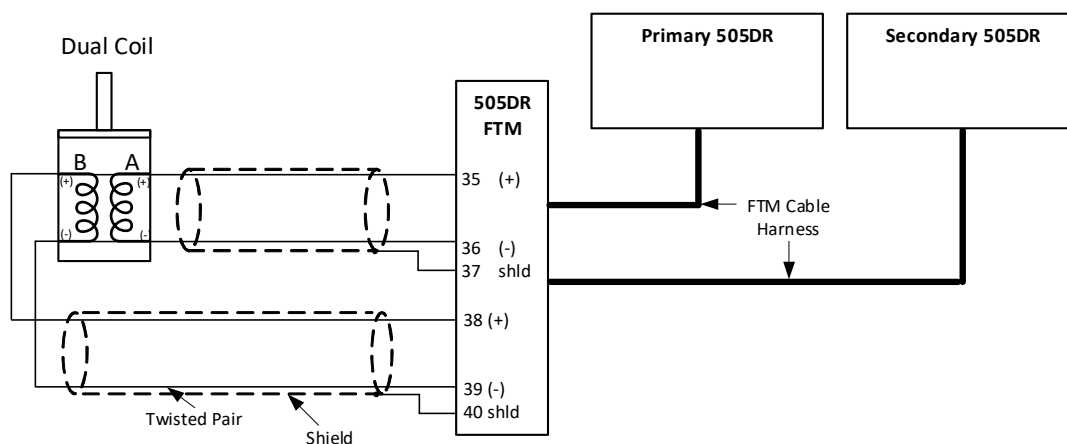 Dual Coil
B A
(+) (+)
(-) (-)
505DR
FTM
35 (+)
36 (-)
37 shld
38 (+)
39 (-)
40 shld
Twisted Pair
Shield
Primary 505DR
Secondary 505DR
FTM Cable
Harness